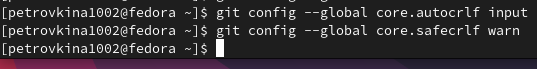 [petrovkina1002@fedora ~]$ git config --global core.autocrlf input
[petrovkina1002@fedora ~]$ git config --global core.safecrlf warn
[petrovkina1002@fedora ~]$